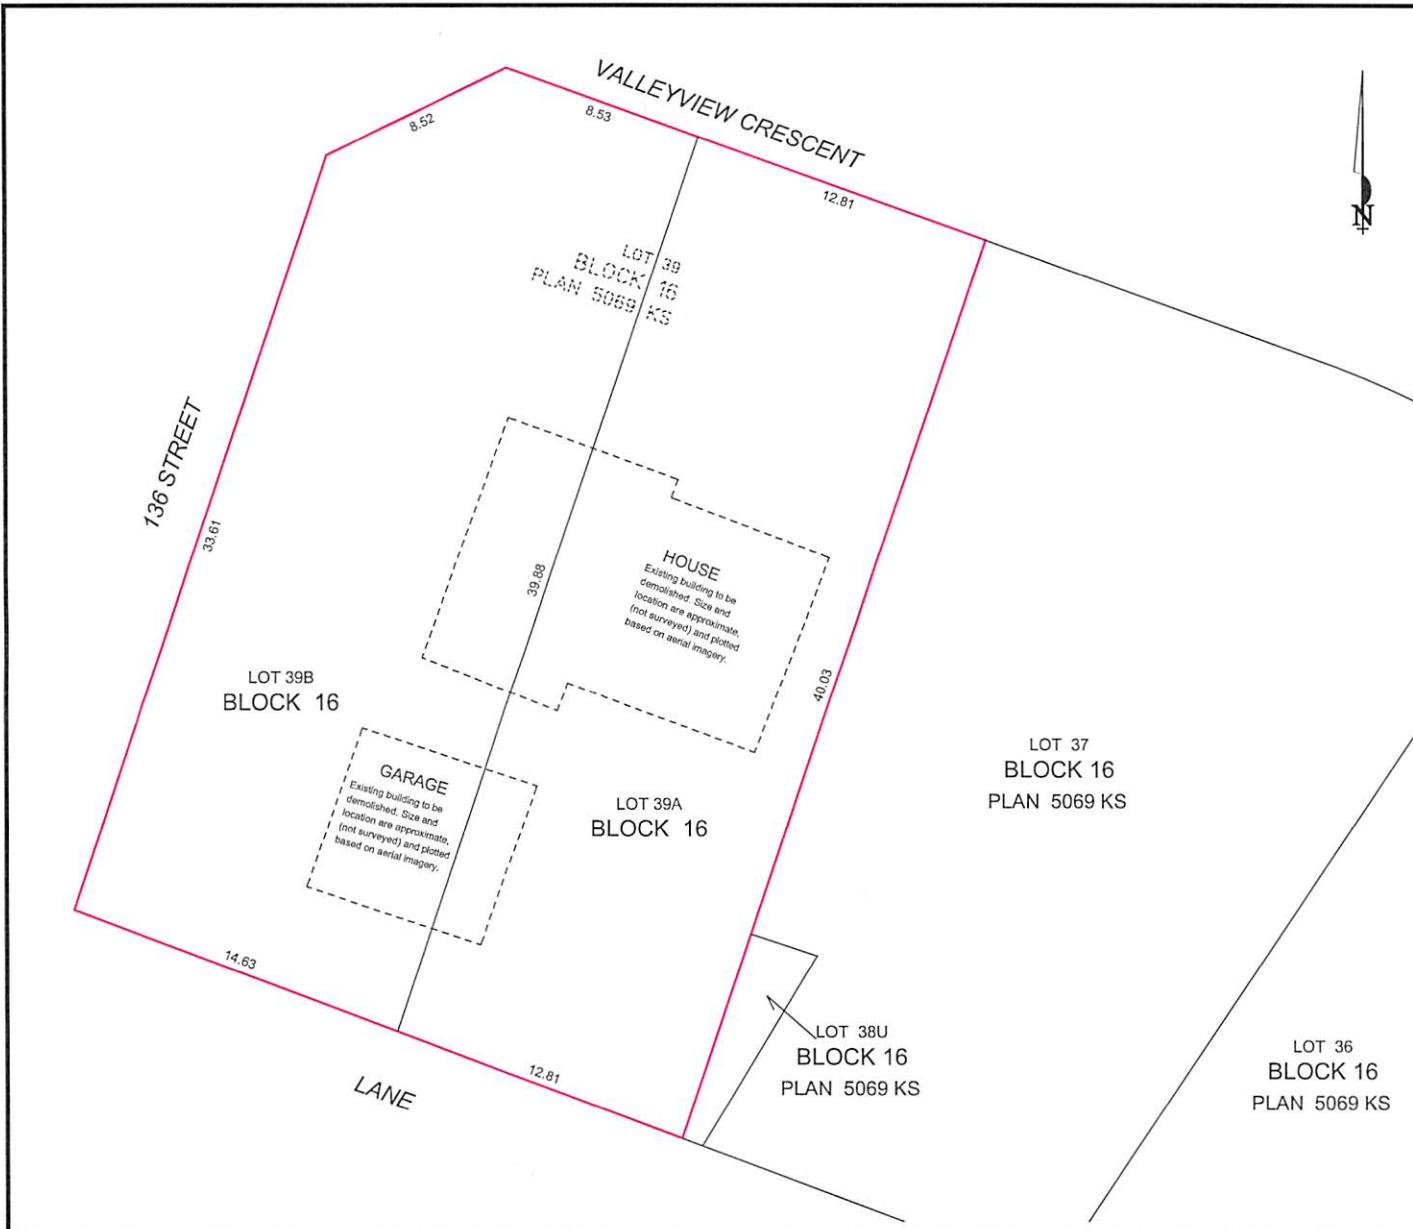 VALLEYVIEW CRESCENT
8.52
8.53
12.81
N
LOT 39
BLOCK 16
PLAN 5069 KS
136 STREET
33.61
39.88
HOUSE
Existing building to be
demolished. Size and
location are approximate,
(not surveyed) and plotted
based on aerial imagery.
40.03
LOT 39B
BLOCK 16
GARAGE
Existing building to be
demolished. Size and
location are approximate,
(not surveyed) and plotted
based on aerial imagery.
LOT 39A
BLOCK 16
LOT 37
BLOCK 16
PLAN 5069 KS
14.63
12.81
LANE
LOT 38U
BLOCK 16
PLAN 5069 KS
LOT 36
BLOCK 16
PLAN 5069 KS